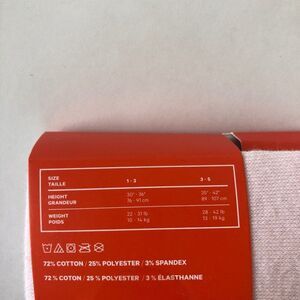 SIZE
TAILLE 1 - 2 3 - 5
HEIGHT 30" - 36" 35" - 42"
GRANDEUR 76 - 91 cm 89 - 107 cm
WEIGHT 22 - 31 lb 28 - 42 lb
POIDS 10 - 14 kg 13 - 19 kg
72% COTTON / 25% POLYESTER / 3% SPANDEX
72 % COTON / 25 % POLYESTER / 3 % ÉLASTHANNE